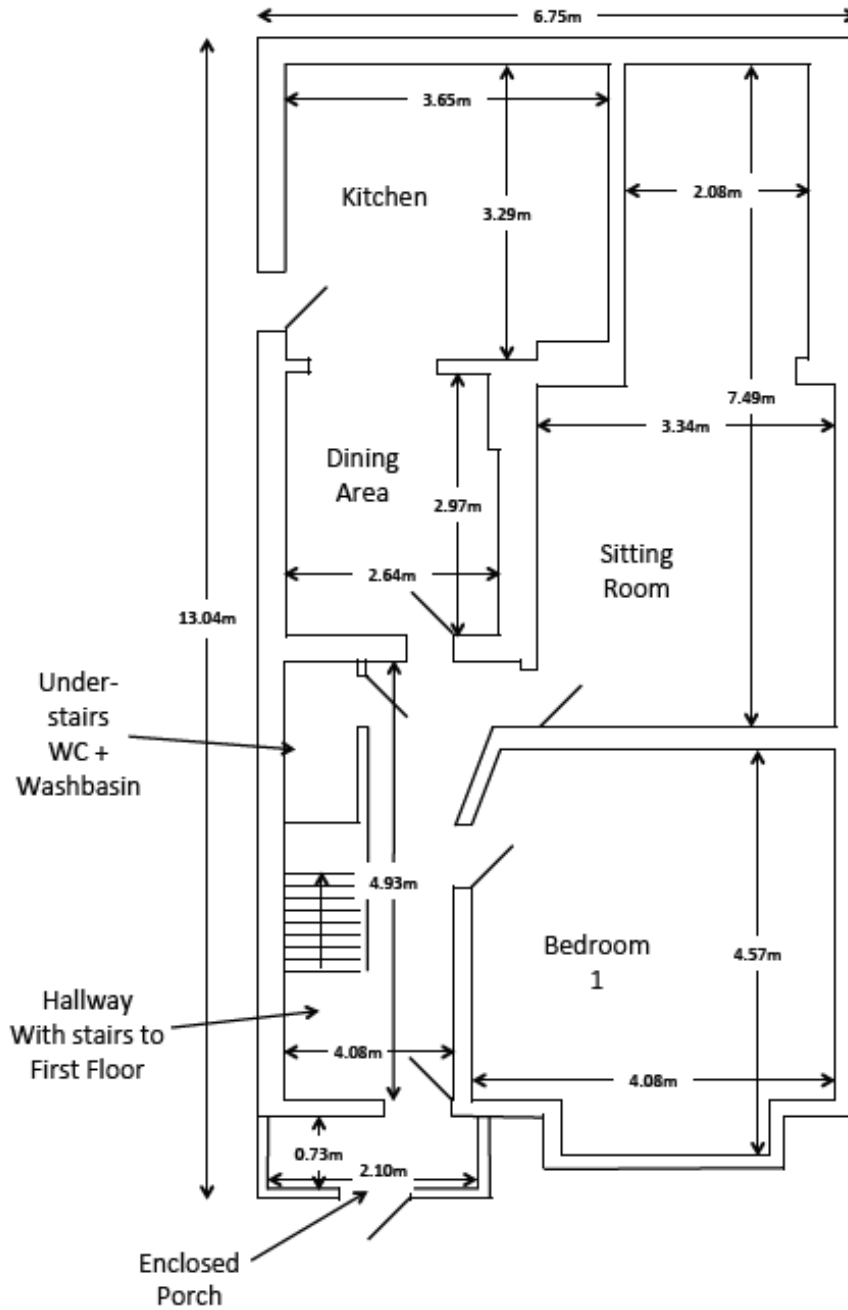 6.75m
3.65m
Kitchen
3.29m
2.08m
7.49m
3.34m
Dining
Area
2.97m
Sitting
Room
2.64m
13.04m
Under-
stairs
WC +
Washbasin
4.93m
Bedroom
1
4.57m
Hallway
With stairs to
First Floor
4.08m
4.08m
0.73m
2.10m
Enclosed
Porch